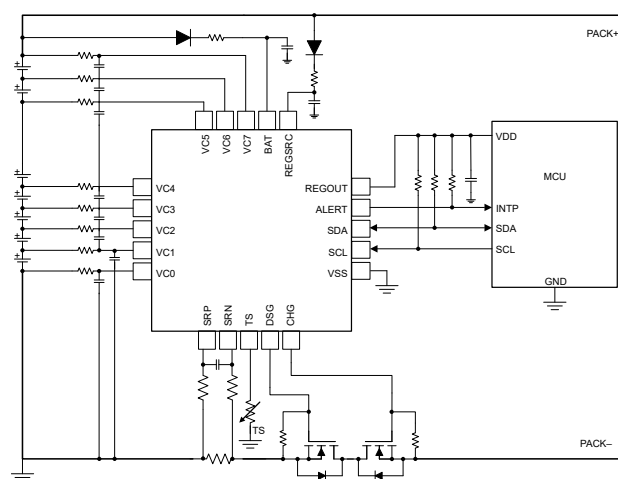 PACK+
VC5
VC6
VC7
BAT
REGSRC
VDD
MCU
VC4
REGOUT
VC3
ALERT
INTP
VC2
SDA
SDA
VC1
SCL
SCL
VC0
VSS
GND
SRP
SRN
TS
DSG
CHG
TS
PACK–
+
+
+
+
+
+
+